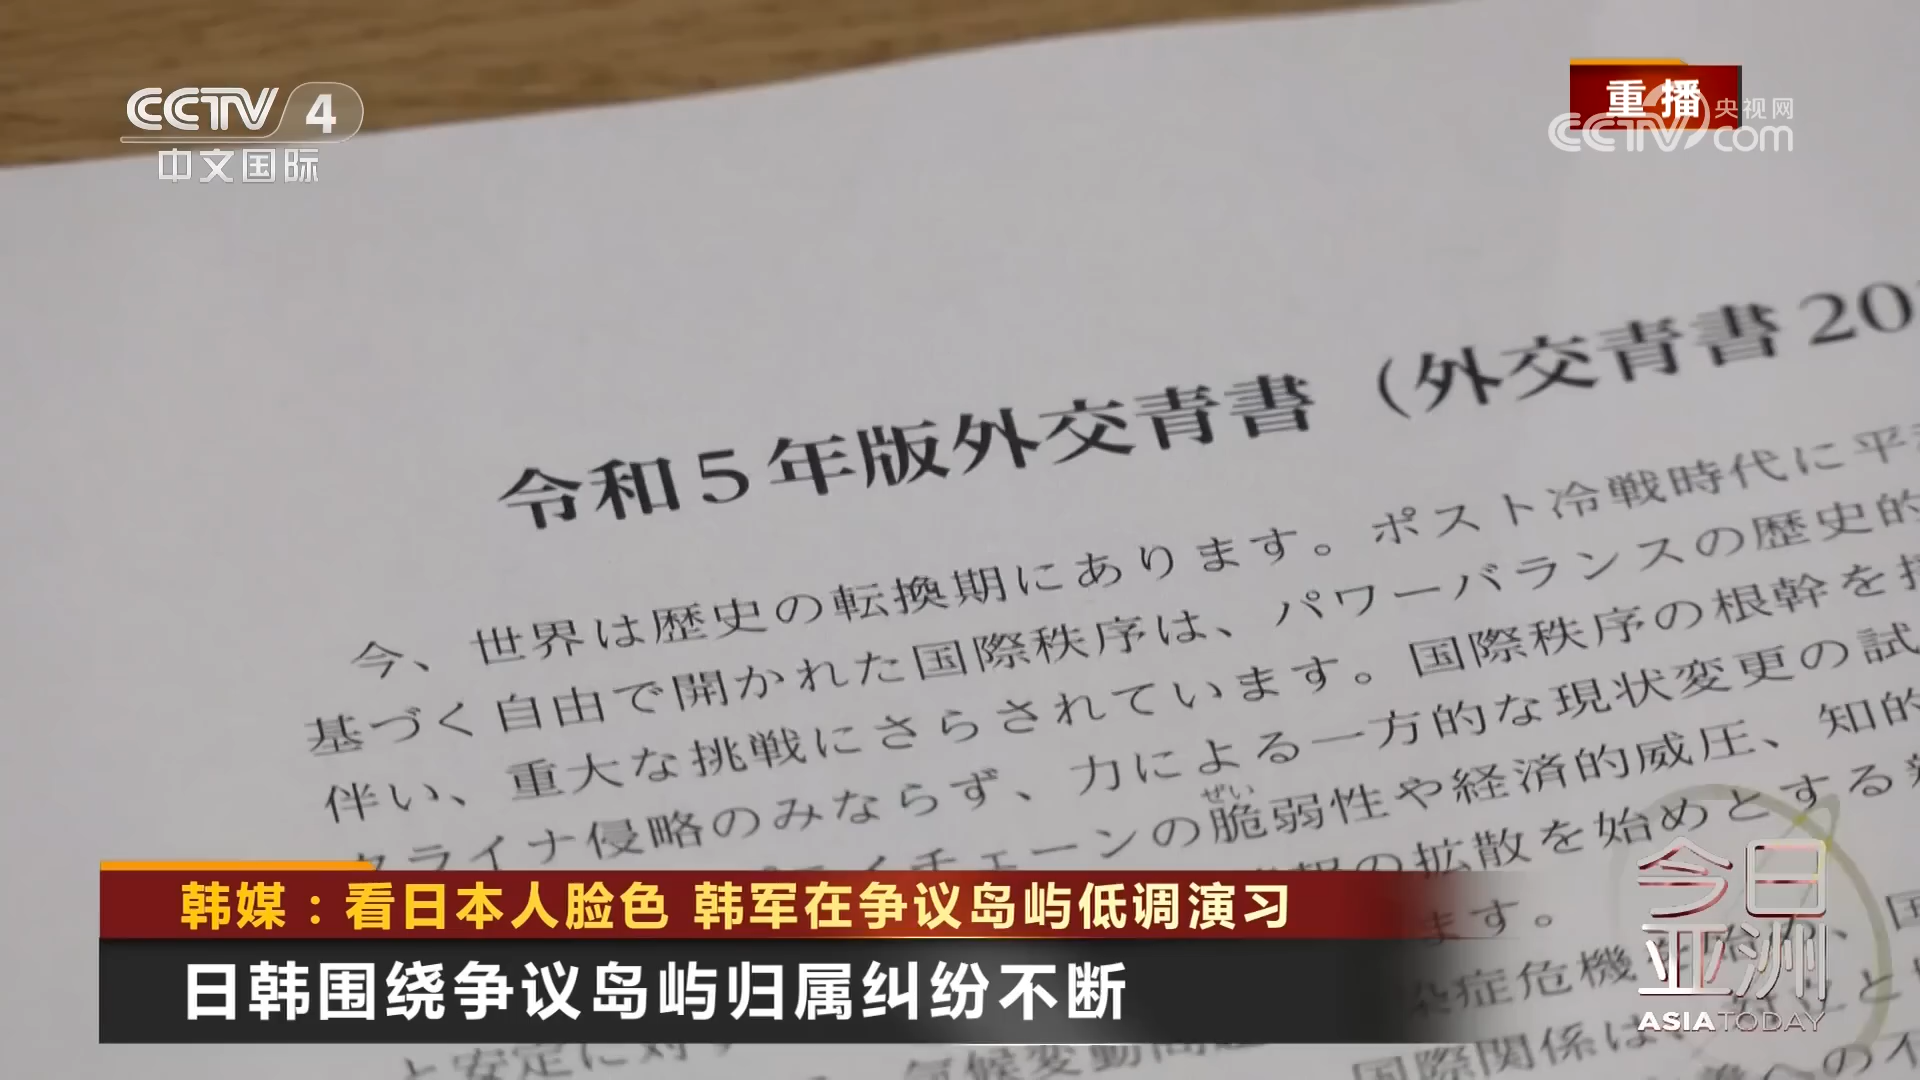 CCTV 4
中文国际
重播
央视网
CCTV.com
令和5年版外交青書（外交青書20
今、世界は歴史の転換期にあります。ポスト冷戦時代に平
基づく自由で開かれた国際秩序は、パワーバランスの歴史的
伴い、重大な挑戦にさらされています。国際秩序の根幹を
クライナ侵略のみならず、力による一方的な現状変更の試
チェーンの脆弱性や経済的威圧、知的
ぜい
の拡散を始めとする
ます。
染症危機
と安定に対
気候変動問題
国際関係は
韩媒：看日本人脸色 韩军在争议岛屿低调演习
日韩围绕争议岛屿归属纠纷不断
今日
亚洲
ASIA TODAY